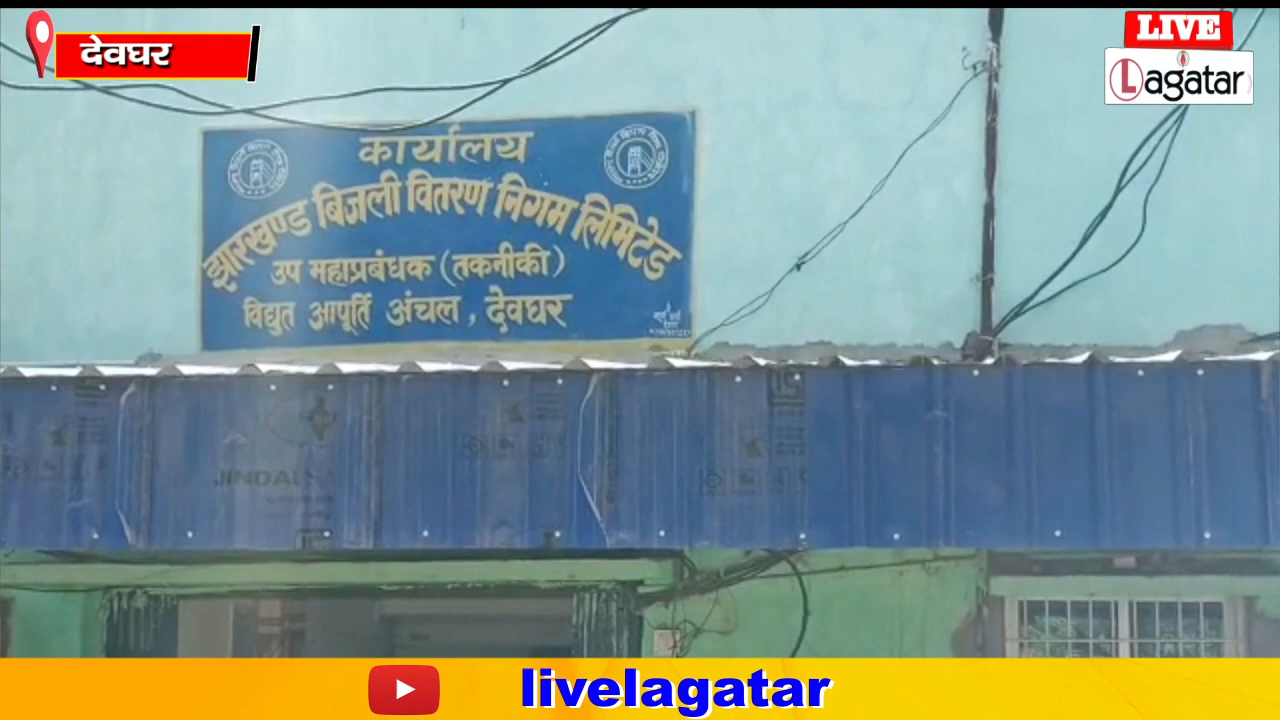 देवघर
LIVE
Lagatar
कार्यालय
झारखण्ड बिजली वितरण निगम लिमिटेड
उप महाप्रबंधक (तकनीकी)
विद्युत आपूर्ति अंचल, देवघर
JINDAL
livelagatar